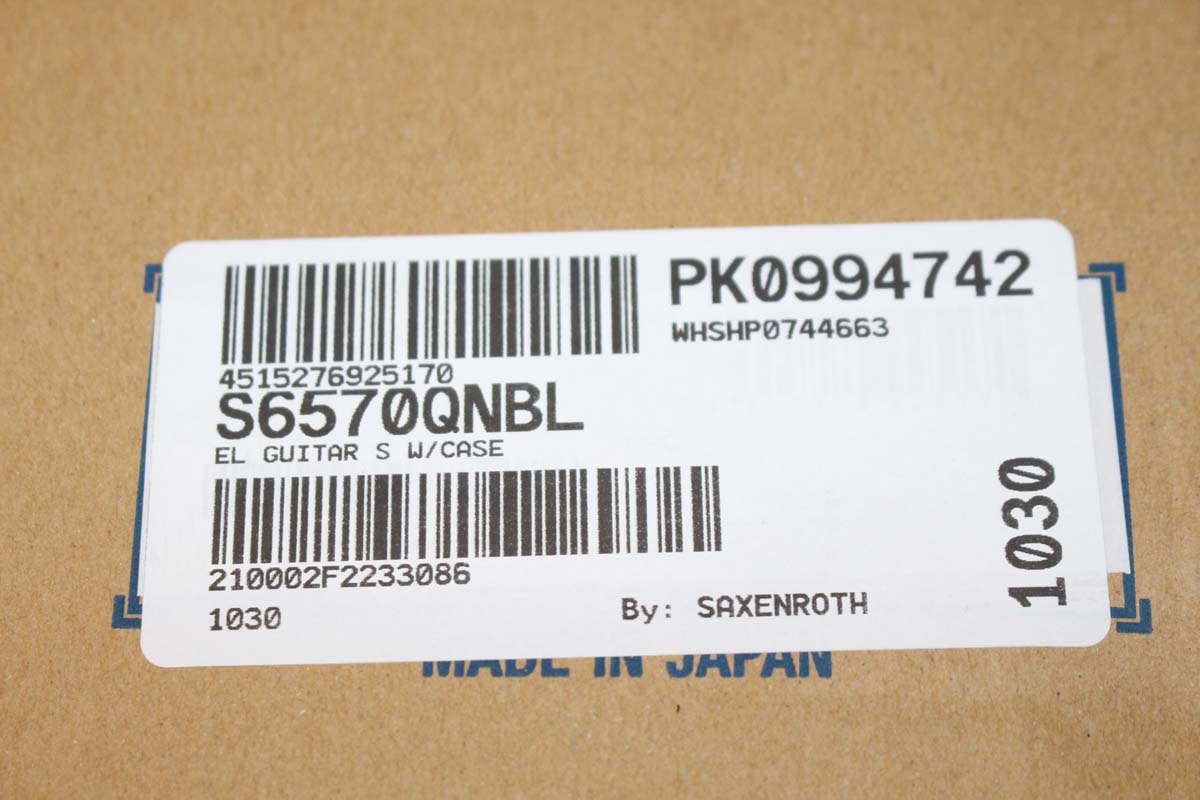 PK0994742
WHSHP0744663
4515276925170
S6570QNBL
EL GUITAR S W/CASE
210002F2233086
1030
By: SAXENROTH
1030
MADE IN JAPAN